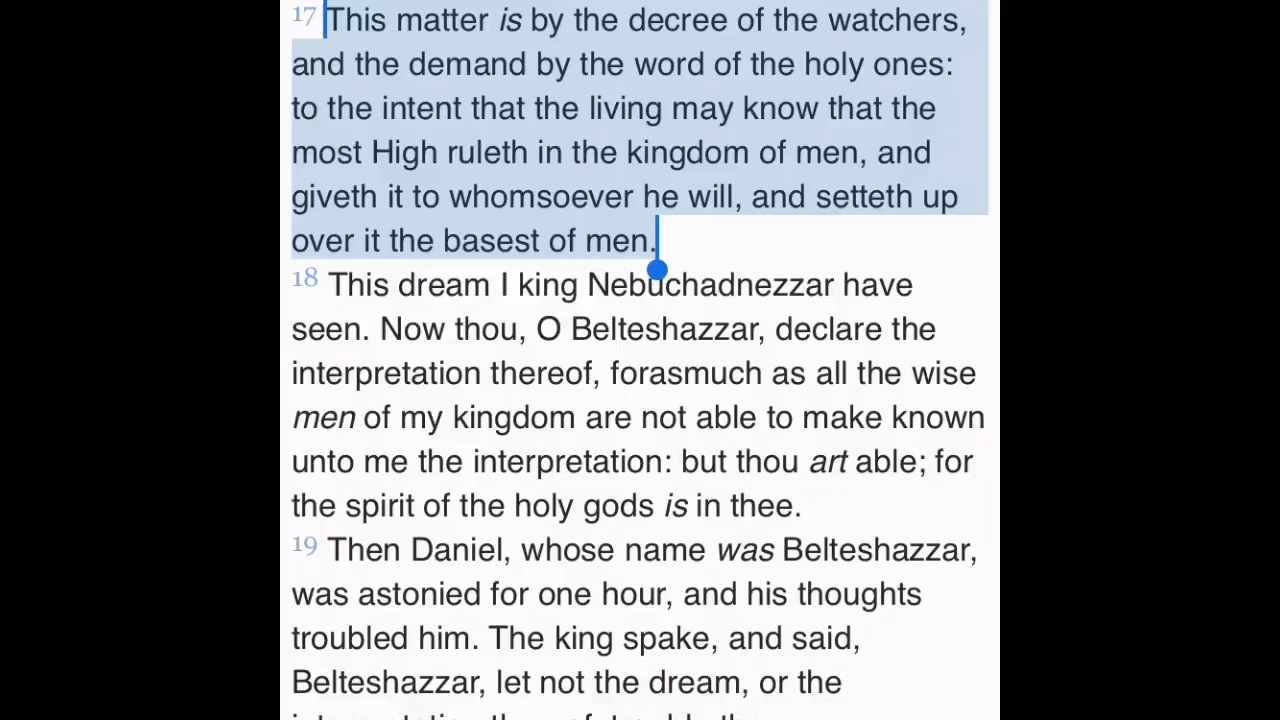 17 This matter is by the decree of the watchers,
and the demand by the word of the holy ones:
to the intent that the living may know that the
most High ruleth in the kingdom of men, and
giveth it to whomsoever he will, and setteth up
over it the basest of men.
18 This dream I king Nebuchadnezzar have
seen. Now thou, O Belteshazzar, declare the
interpretation thereof, forasmuch as all the wise
men of my kingdom are not able to make known
unto me the interpretation: but thou art able; for
the spirit of the holy gods is in thee.
19 Then Daniel, whose name was Belteshazzar,
was astonied for one hour, and his thoughts
troubled him. The king spake, and said,
Belteshazzar, let not the dream, or the